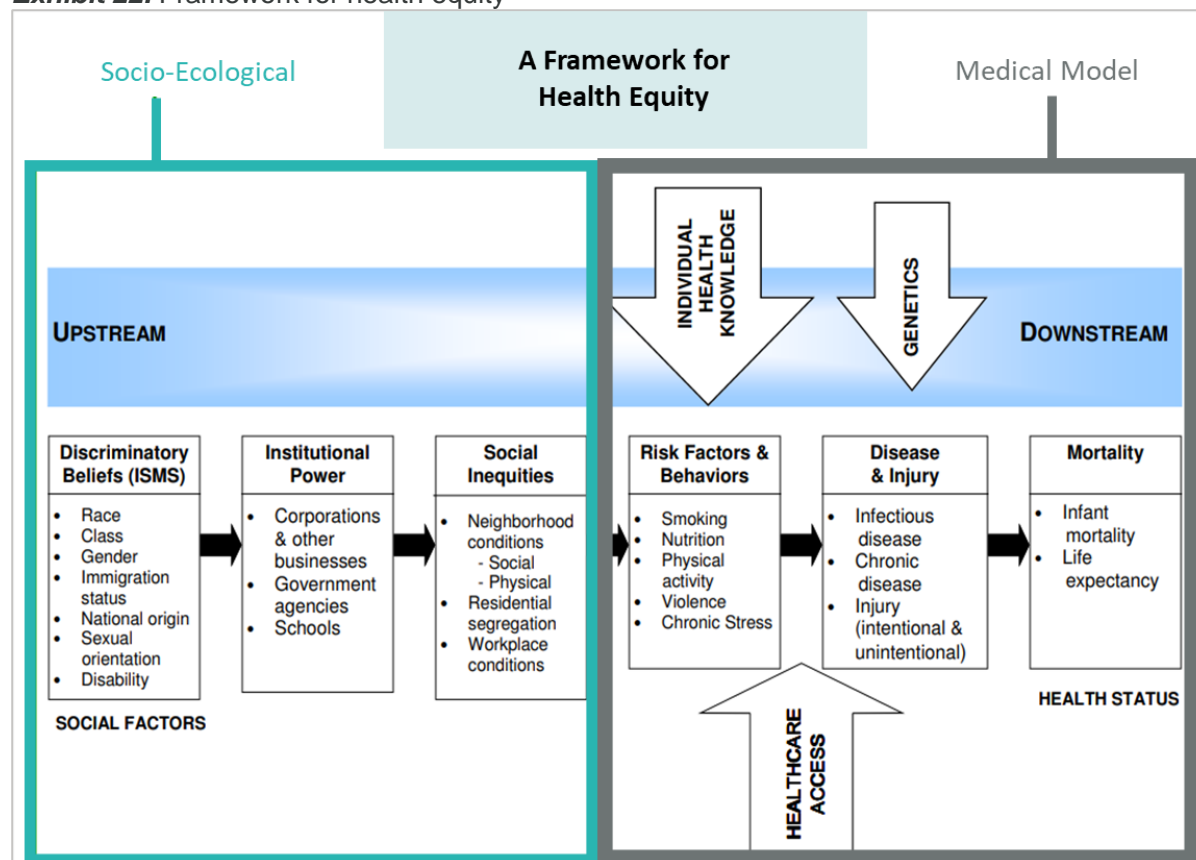 Exhibit 22. Framework for health equity
Socio-Ecological
A Framework for
Health Equity
Medical Model
UPSTREAM
INDIVIDUAL
HEALTH
KNOWLEDGE
GENETICS
DOWNSTREAM
Discriminatory
Beliefs (ISMS)
• Race
• Class
• Gender
• Immigration
status
• National origin
• Sexual
orientation
• Disability
SOCIAL FACTORS
Institutional
Power
• Corporations
& other
businesses
• Government
agencies
• Schools
Social
Inequities
• Neighborhood
conditions
- Social
- Physical
• Residential
segregation
• Workplace
conditions
Risk Factors &
Behaviors
• Smoking
• Nutrition
• Physical
activity
• Violence
• Chronic Stress
Disease
& Injury
• Infectious
disease
• Chronic
disease
• Injury
(intentional &
unintentional)
Mortality
• Infant
mortality
• Life
expectancy
HEALTH STATUS
HEALTHCARE
ACCESS